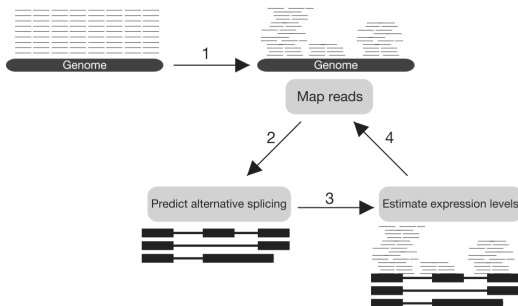 Genome
1
Genome
Map reads
2
4
Predict alternative splicing
3
Estimate expression levels